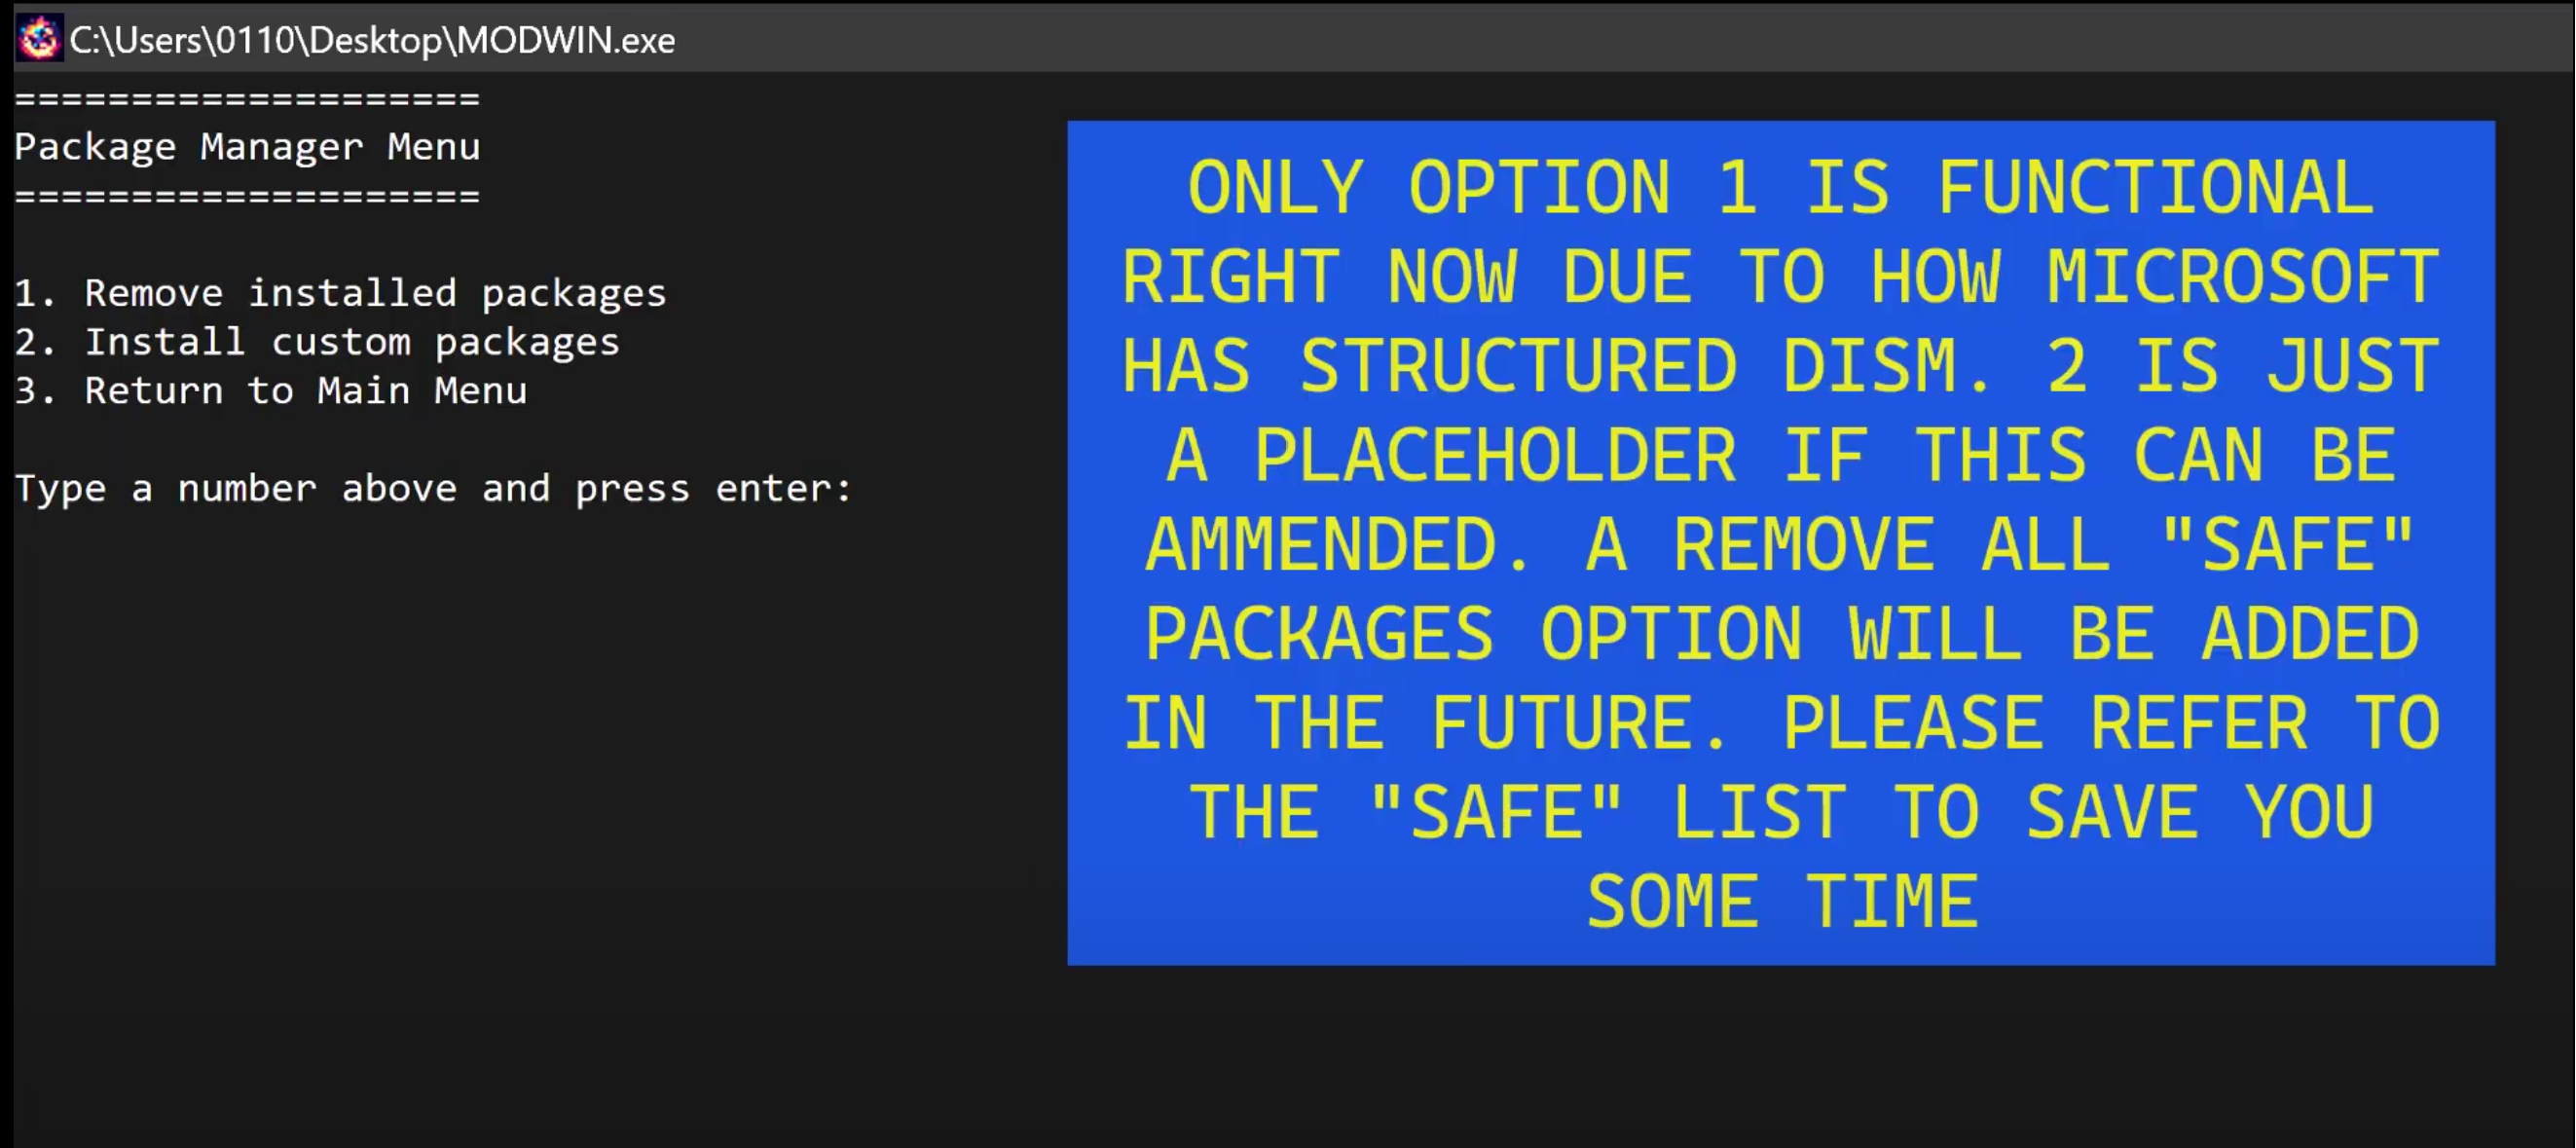 C:\Users\0110\Desktop\MODWIN.exe
====================
Package Manager Menu
====================
1. Remove installed packages
2. Install custom packages
3. Return to Main Menu
Type a number above and press enter:
ONLY OPTION 1 IS FUNCTIONAL
RIGHT NOW DUE TO HOW MICROSOFT
HAS STRUCTURED DISM. 2 IS JUST
A PLACEHOLDER IF THIS CAN BE
AMMENDED. A REMOVE ALL "SAFE"
PACKAGES OPTION WILL BE ADDED
IN THE FUTURE. PLEASE REFER TO
THE "SAFE" LIST TO SAVE YOU
SOME TIME